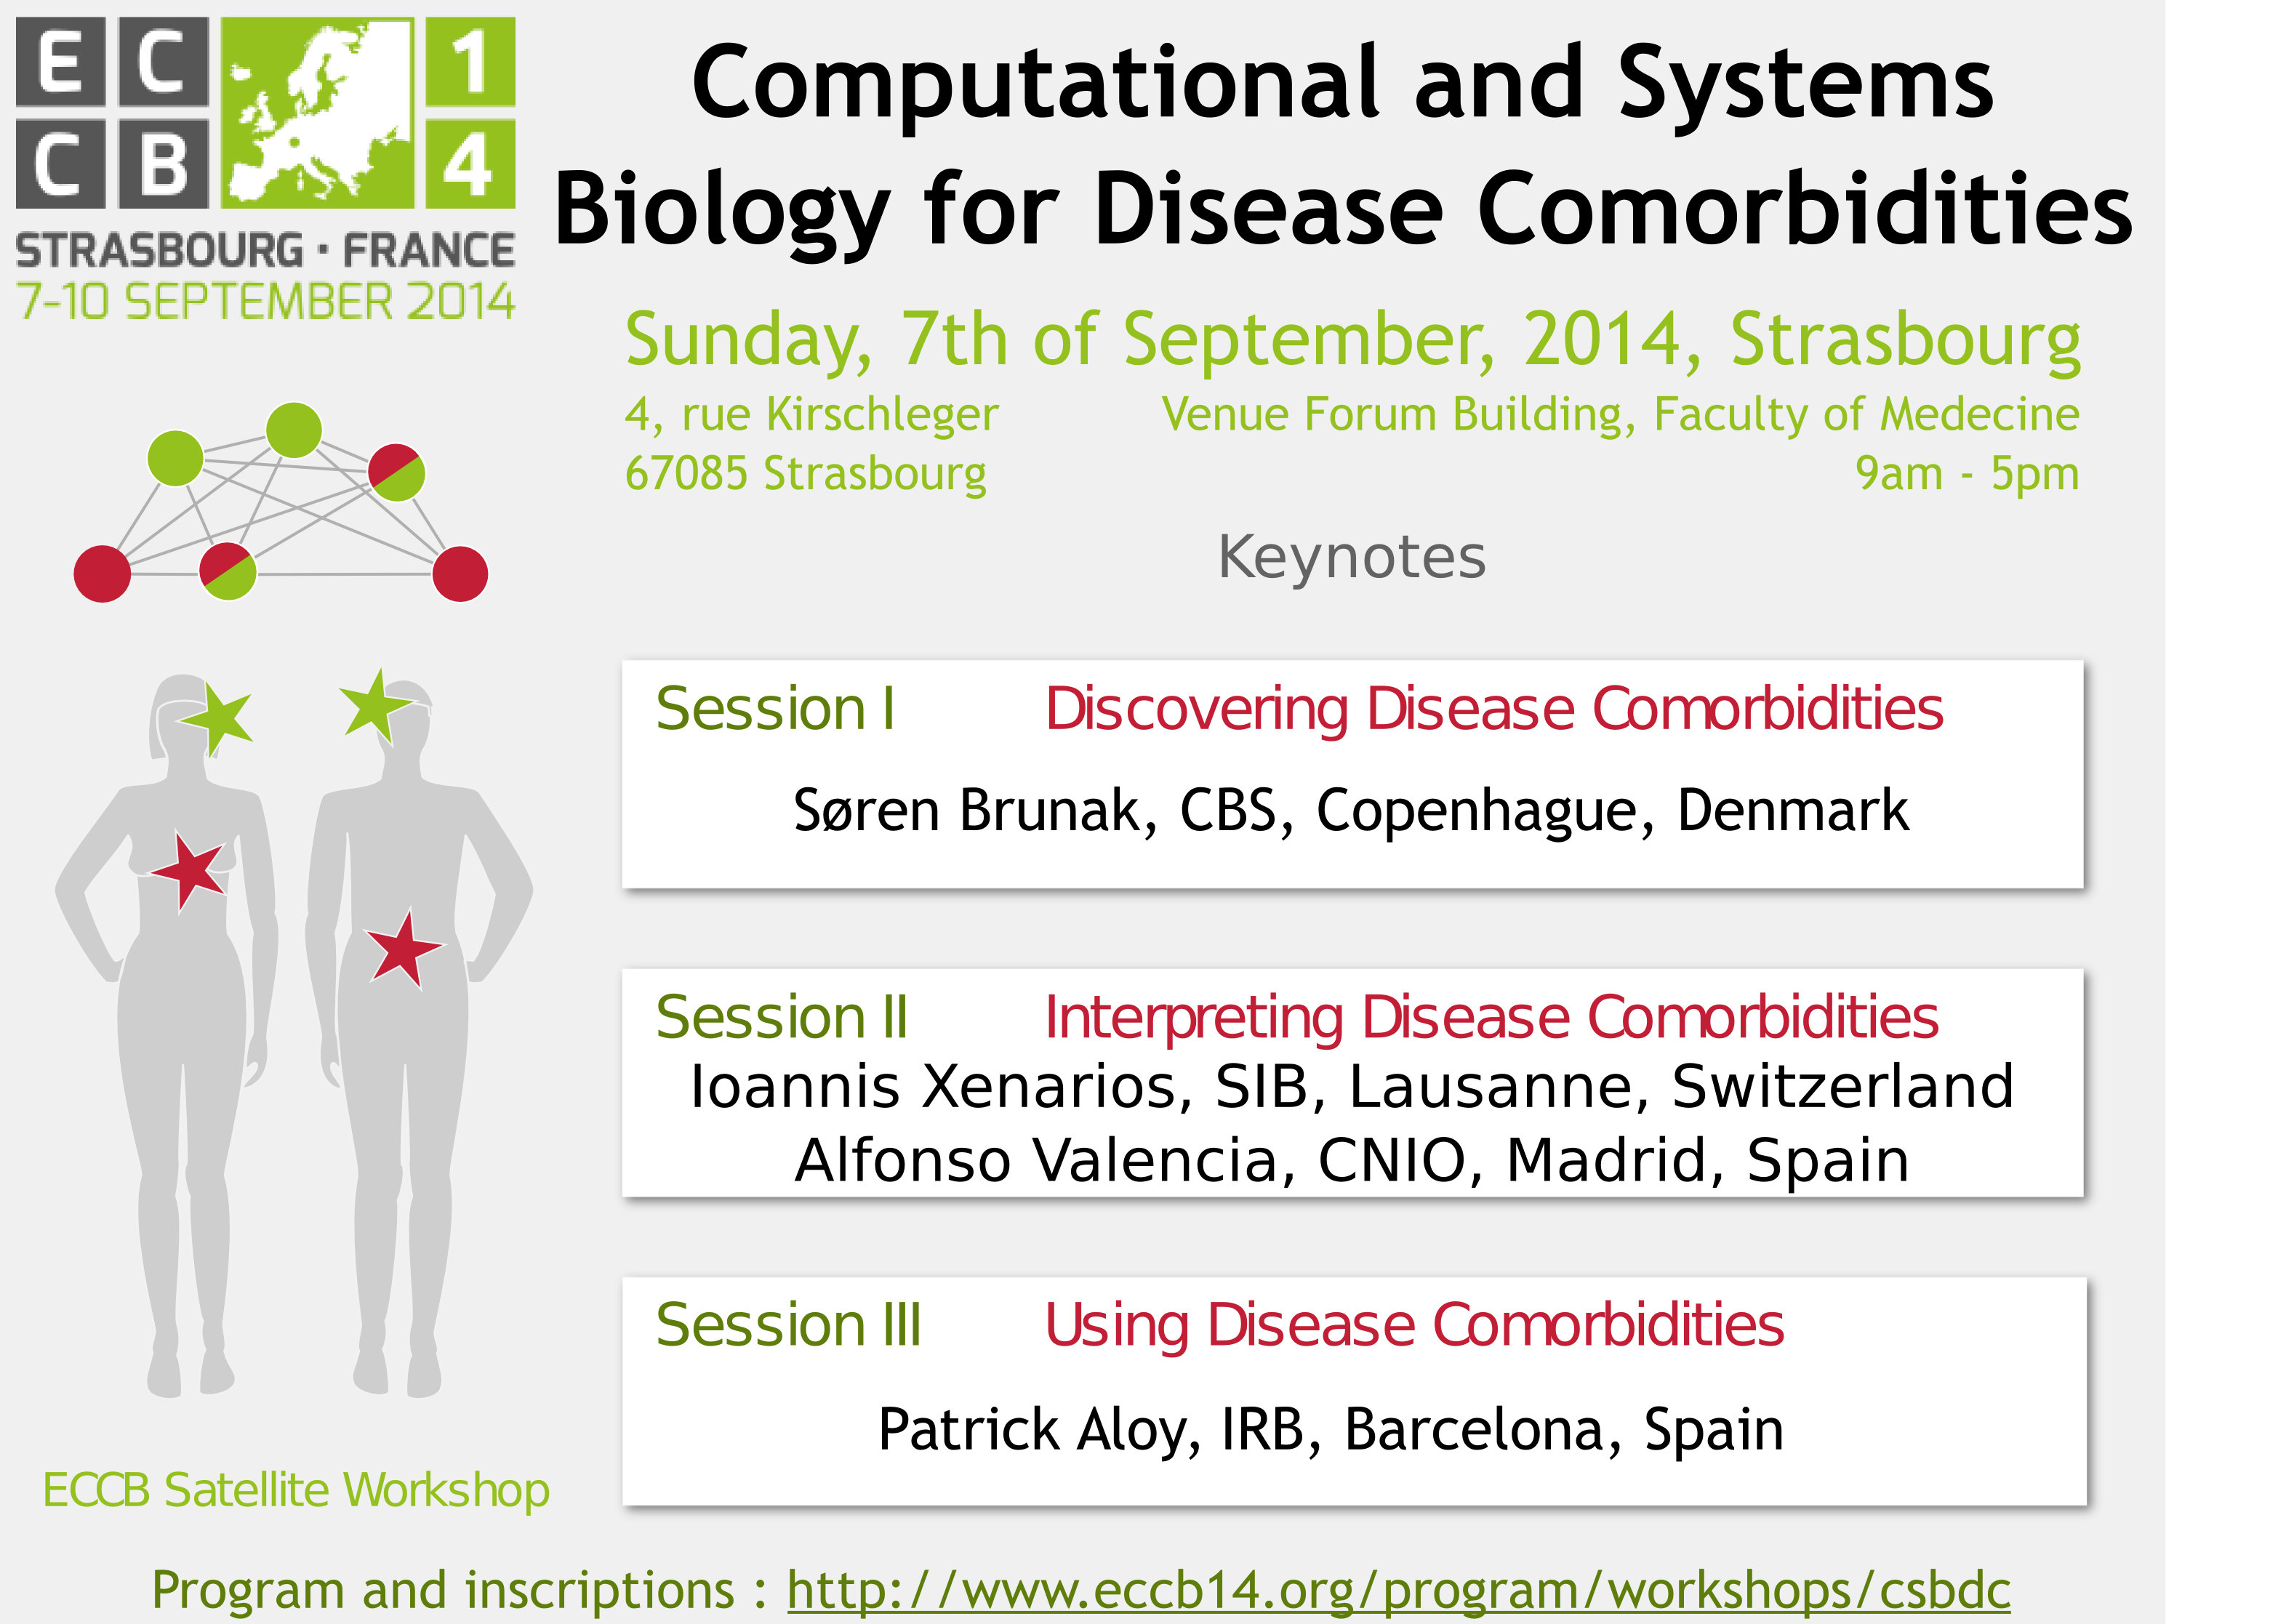 E C 1
C B 4
STRASBOURG · FRANCE
7-10 SEPTEMBER 2014
Computational and Systems
Biology for Disease Comorbidities
Sunday, 7th of September, 2014, Strasbourg
4, rue Kirschleger
67085 Strasbourg
Venue Forum Building, Faculty of Medecine
9am - 5pm
Keynotes
Session I Discovering Disease Comorbidities
Søren Brunak, CBS, Copenhague, Denmark
Session II Interpreting Disease Comorbidities
Ioannis Xenarios, SIB, Lausanne, Switzerland
Alfonso Valencia, CNIO, Madrid, Spain
Session III Using Disease Comorbidities
Patrick Aloy, IRB, Barcelona, Spain
ECCB Satellite Workshop
Program and inscriptions : http://www.eccb14.org/program/workshops/csbdc